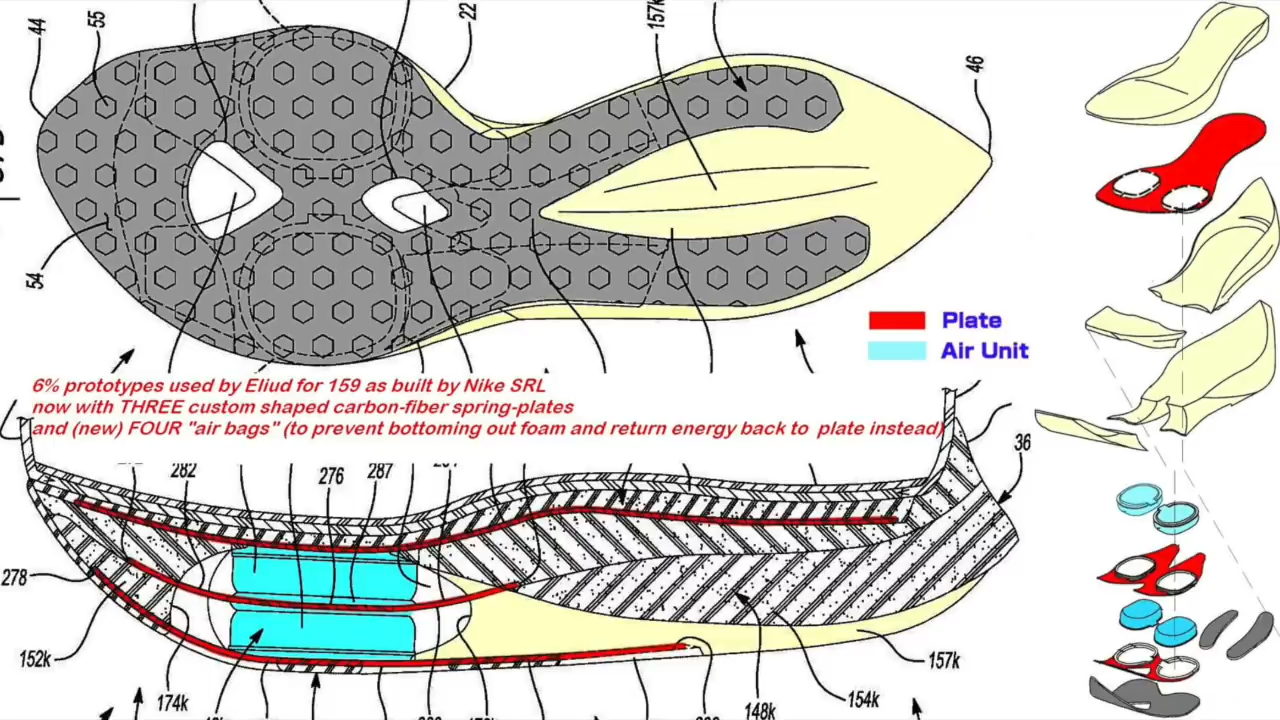 44
55
22
157k
46
54
Plate
Air Unit
6% prototypes used by Eliud for 159 as built by Nike SRL
now with THREE custom shaped carbon-fiber spring-plates
and (new) FOUR "air bags" (to prevent bottoming out foam and return energy back to plate instead)
282
276
287
36
278
152k
174k
148k
154k
157k